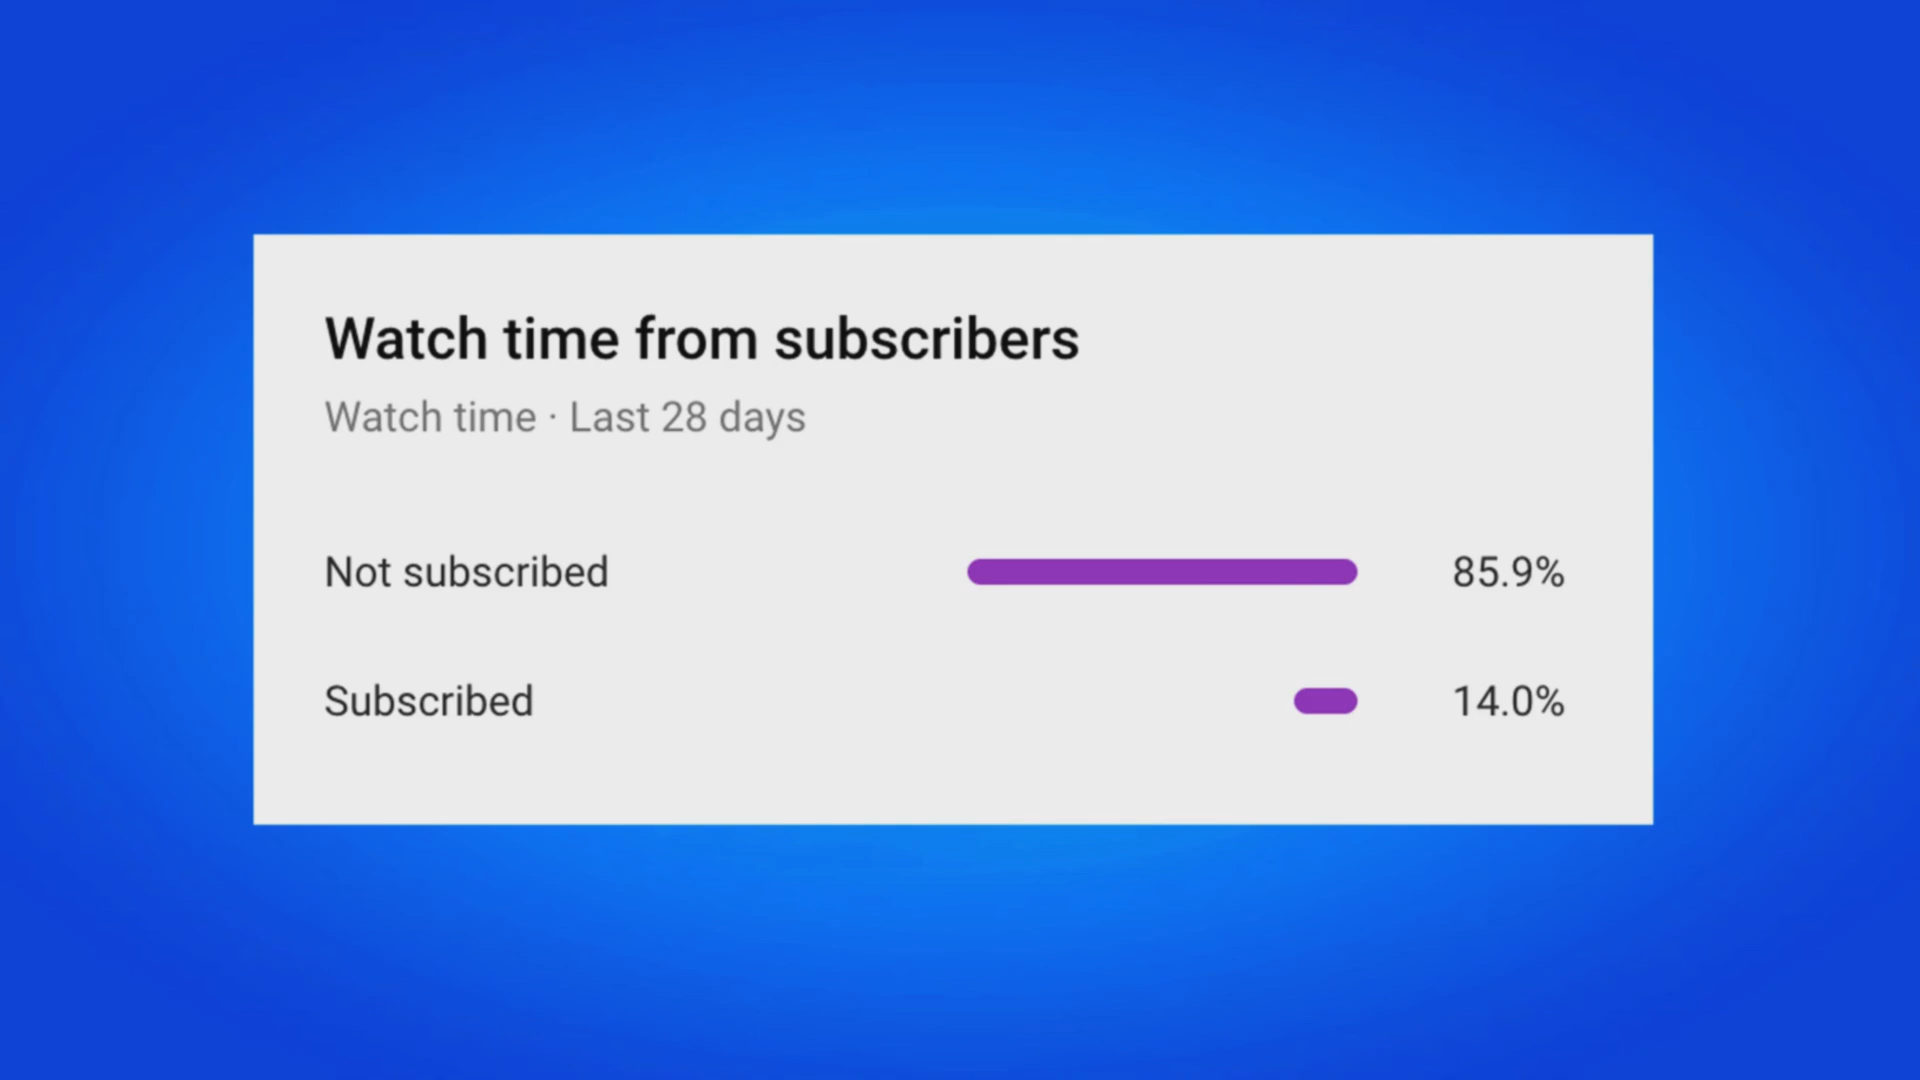 Watch time from subscribers
Watch time · Last 28 days
Not subscribed 85.9%
Subscribed 14.0%